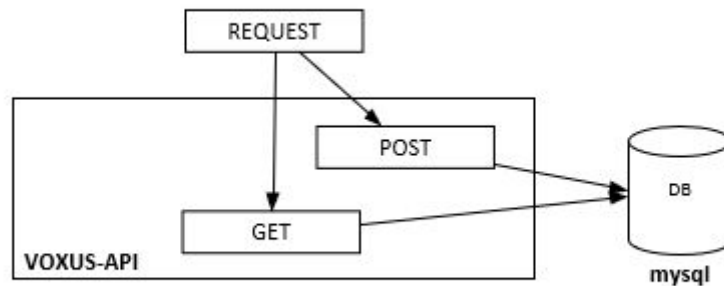 REQUEST
POST
DB
GET
VOXUS-API
mysql